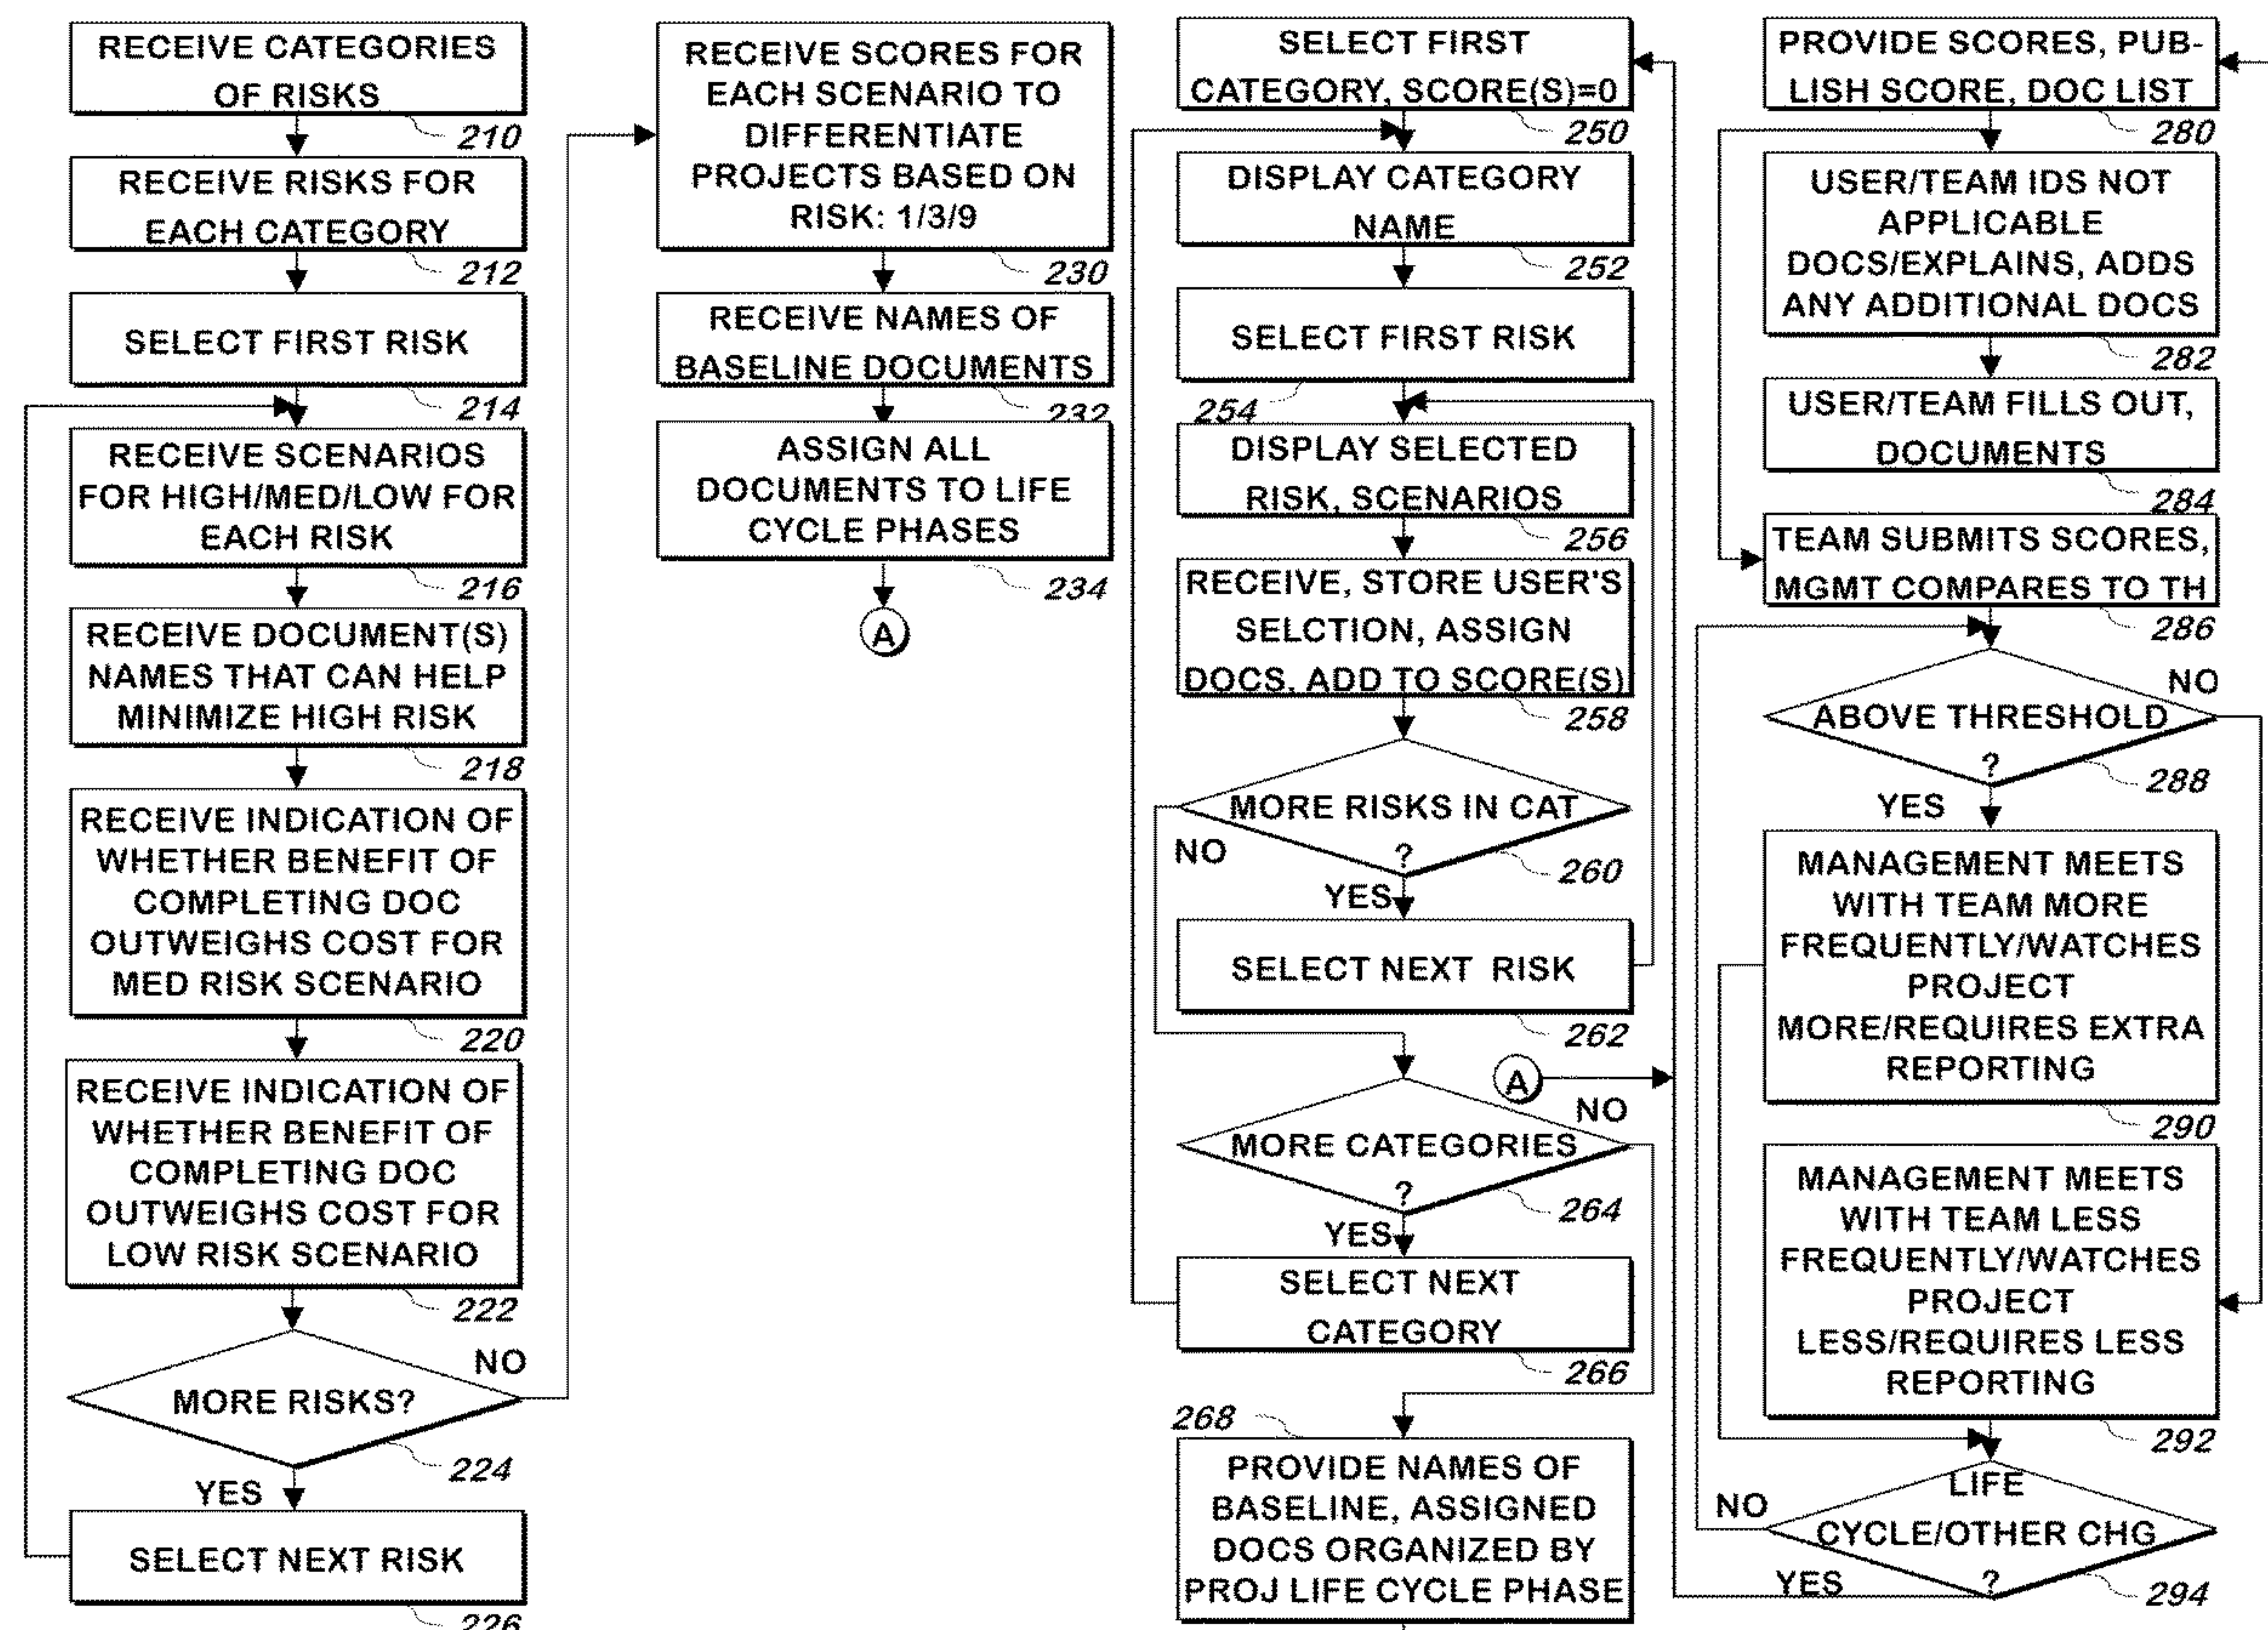 RECEIVE CATEGORIES
OF RISKS
210
RECEIVE RISKS FOR
EACH CATEGORY
212
SELECT FIRST RISK
214
RECEIVE SCENARIOS
FOR HIGH/MED/LOW FOR
EACH RISK
216
RECEIVE DOCUMENT(S)
NAMES THAT CAN HELP
MINIMIZE HIGH RISK
218
RECEIVE INDICATION OF
WHETHER BENEFIT OF
COMPLETING DOC
OUTWEIGHS COST FOR
MED RISK SCENARIO
220
RECEIVE INDICATION OF
WHETHER BENEFIT OF
COMPLETING DOC
OUTWEIGHS COST FOR
LOW RISK SCENARIO
222
NO
MORE RISKS?
224
YES
SELECT NEXT RISK
226
RECEIVE SCORES FOR
EACH SCENARIO TO
DIFFERENTIATE
PROJECTS BASED ON
RISK: 1/3/9
230
RECEIVE NAMES OF
BASELINE DOCUMENTS
232
ASSIGN ALL
DOCUMENTS TO LIFE
CYCLE PHASES
234
A
SELECT FIRST
CATEGORY, SCORE(S)=0
250
DISPLAY CATEGORY
NAME
252
SELECT FIRST RISK
254
DISPLAY SELECTED
RISK, SCENARIOS
256
RECEIVE, STORE USER'S
SELCTION, ASSIGN
DOCS, ADD TO SCORE(S)
258
MORE RISKS IN CAT
?
NO
260
YES
SELECT NEXT RISK
262
A
NO
MORE CATEGORIES
?
264
YES
SELECT NEXT
CATEGORY
266
268
PROVIDE NAMES OF
BASELINE, ASSIGNED
DOCS ORGANIZED BY
PROJ LIFE CYCLE PHASE
PROVIDE SCORES, PUB-
LISH SCORE, DOC LIST
280
USER/TEAM IDS NOT
APPLICABLE
DOCS/EXPLAINS, ADDS
ANY ADDITIONAL DOCS
282
USER/TEAM FILLS OUT,
DOCUMENTS
284
TEAM SUBMITS SCORES,
MGMT COMPARES TO TH
286
NO
ABOVE THRESHOLD
?
288
YES
MANAGEMENT MEETS
WITH TEAM MORE
FREQUENTLY/WATCHES
PROJECT
MORE/REQUIRES EXTRA
REPORTING
290
MANAGEMENT MEETS
WITH TEAM LESS
FREQUENTLY/WATCHES
PROJECT
LESS/REQUIRES LESS
REPORTING
292
LIFE
NO
CYCLE/OTHER CHG
YES
?
294